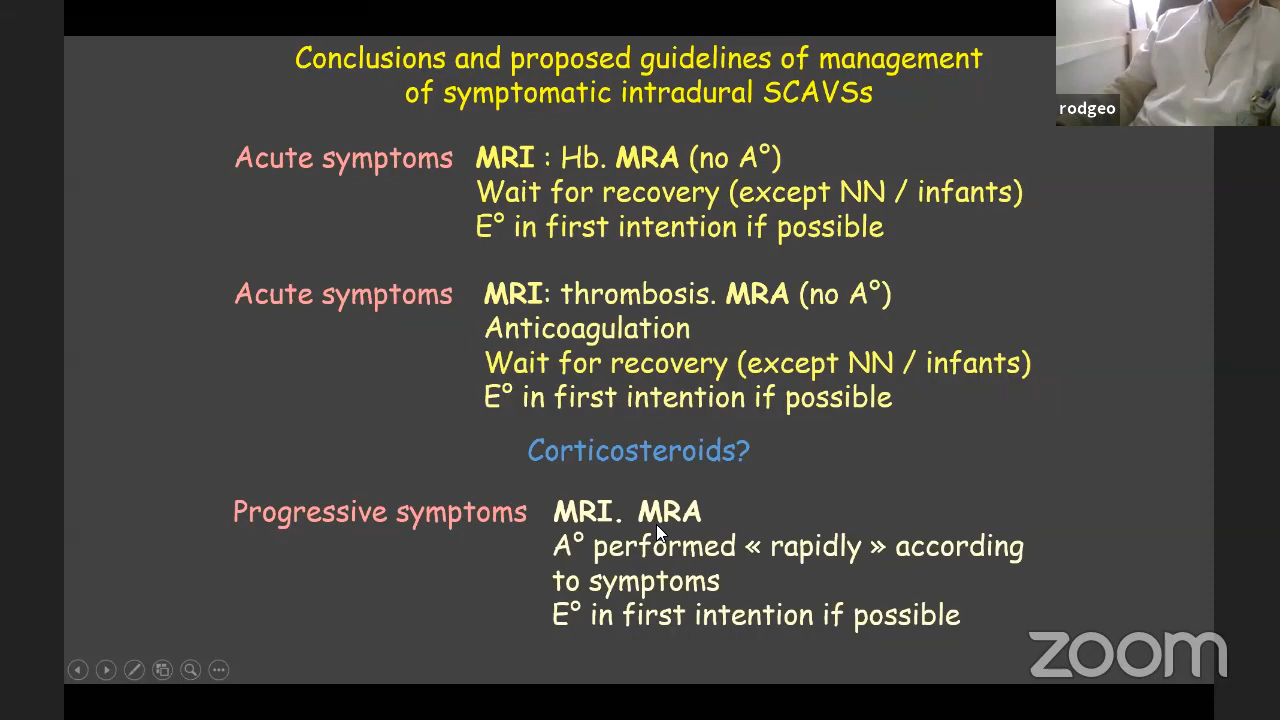 Conclusions and proposed guidelines of management
of symptomatic intradural SCAVSs
rodgeo
Acute symptoms MRI : Hb. MRA (no A°)
Wait for recovery (except NN / infants)
E° in first intention if possible
Acute symptoms MRI: thrombosis. MRA (no A°)
Anticoagulation
Wait for recovery (except NN / infants)
E° in first intention if possible
Corticosteroids?
Progressive symptoms MRI. MRA
A° performed « rapidly » according
to symptoms
E° in first intention if possible
zoom